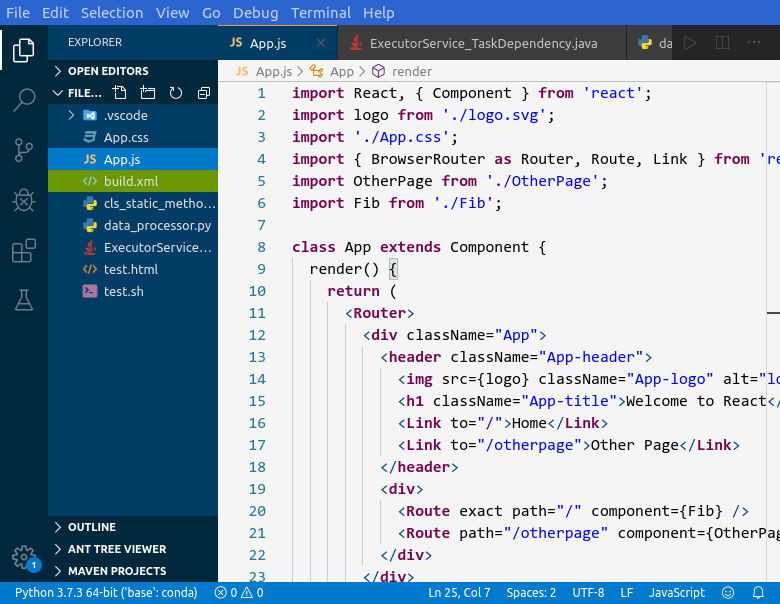 File Edit Selection View Go Debug Terminal Help
EXPLORER
JS App.js
ExecutorService_TaskDependency.java
da
OPEN EDITORS
FILE...
.vscode
App.css
JS App.js
build.xml
cls_static_metho...
data_processor.py
ExecutorService...
test.html
test.sh
OUTLINE
ANT TREE VIEWER
MAVEN PROJECTS
1
JS App.js > App > render
1 import React, { Component } from 'react';
2 import logo from './logo.svg';
3 import './App.css';
4 import { BrowserRouter as Router, Route, Link } from 're
5 import OtherPage from './OtherPage';
6 import Fib from './Fib';
7
8 class App extends Component {
9 render() {
10 return (
11 <Router>
12 <div className="App">
13 <header className="App-header">
14 <img src={logo} className="App-logo" alt="lo
15 <h1 className="App-title">Welcome to React</
16 <Link to="/">Home</Link>
17 <Link to="/otherpage">Other Page</Link>
18 </header>
19 <div>
20 <Route exact path="/" component={Fib} />
21 <Route path="/otherpage" component={OtherPag
22 </div>
23 </div>
Python 3.7.3 64-bit ('base': conda) 0 0 Ln 25, Col 7 Spaces: 2 UTF-8 LF JavaScript